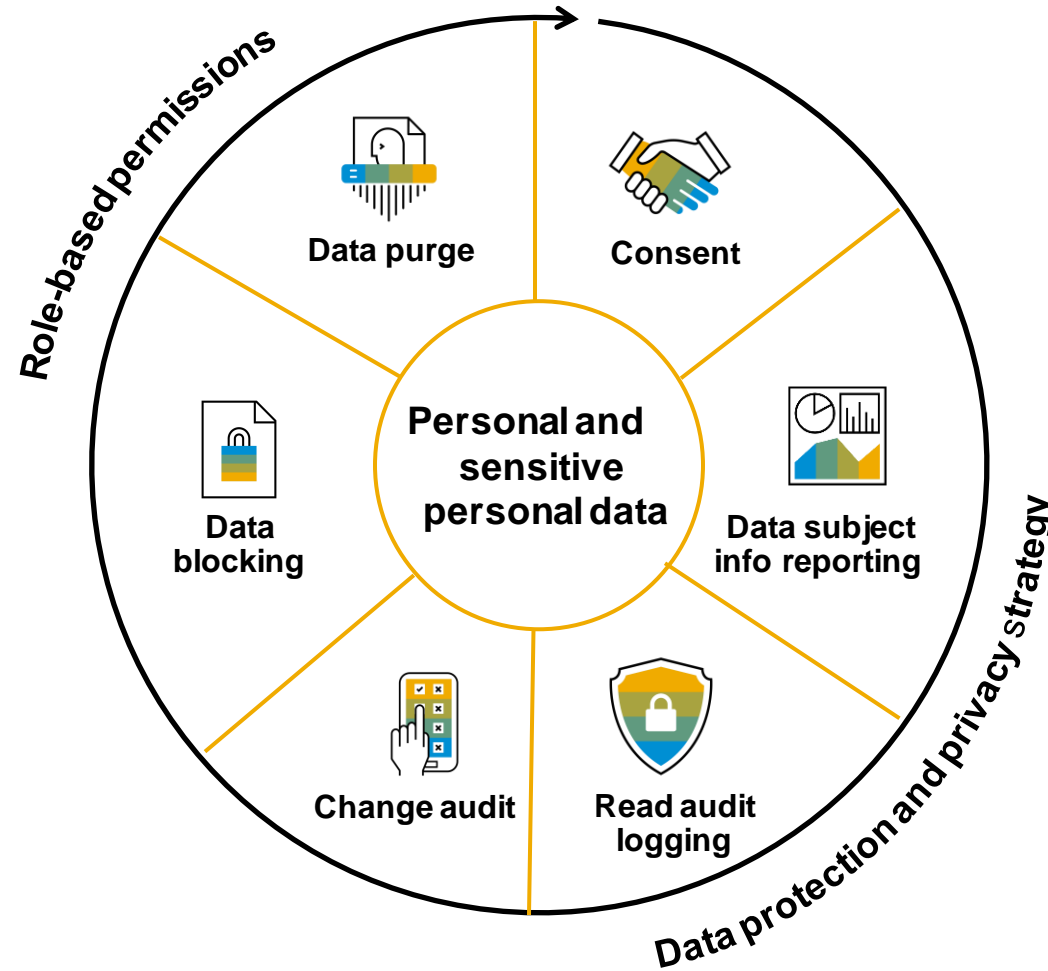 Role-based permissions
Data purge
Consent
Personal and
sensitive
personal data
Data
blocking
Data subject
info reporting
Change audit
Read audit
logging
Data protection and privacy strategy